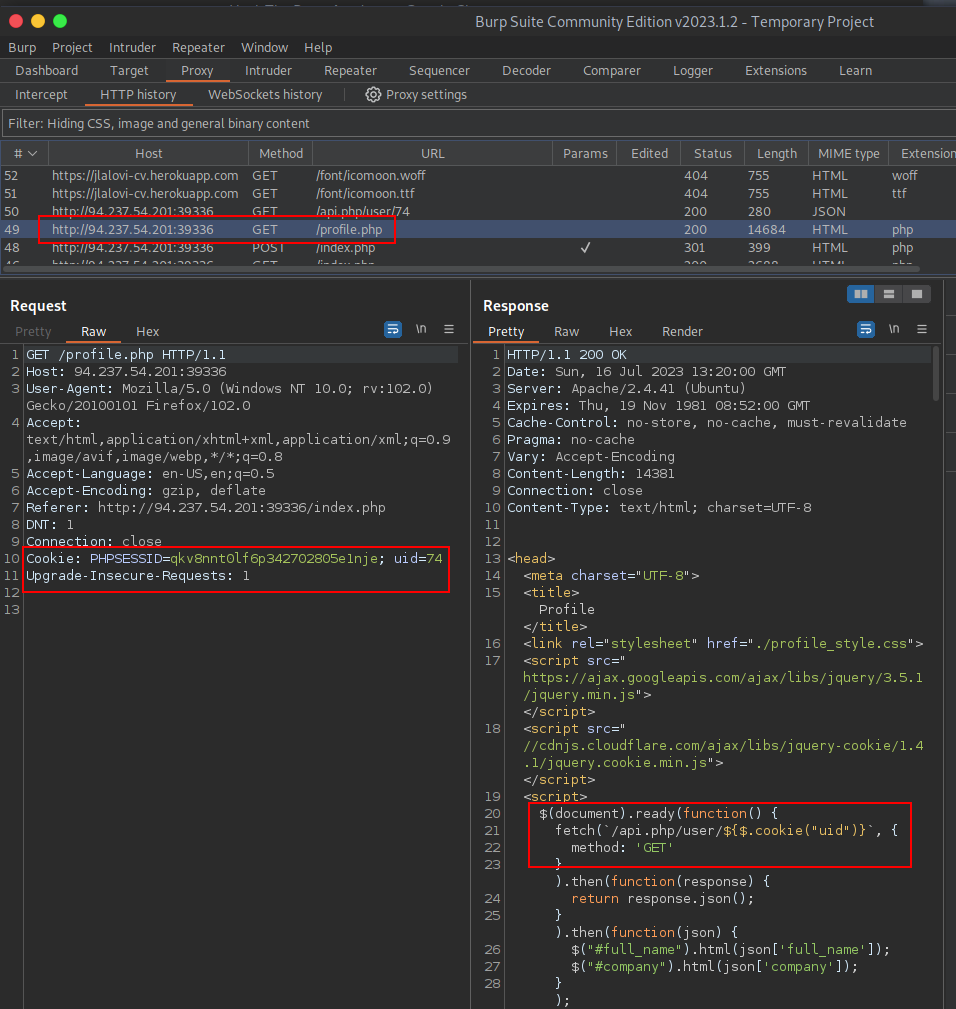 Burp Suite Community Edition v2023.1.2 - Temporary Project
Burp Project Intruder Repeater Window Help
Dashboard Target Proxy Intruder Repeater Sequencer Decoder Comparer Logger Extensions Learn
Intercept HTTP history WebSockets history Proxy settings
Filter: Hiding CSS, image and general binary content
# Host Method URL Params Edited Status Length MIME type Extension
52 https://jlalovi-cv.herokuapp.com GET /font/icomoon.woff 404 755 HTML woff
51 https://jlalovi-cv.herokuapp.com GET /font/icomoon.ttf 404 755 HTML ttf
50 http://94.237.54.201:39336 GET /api.php/user/74 200 280 JSON
49 http://94.237.54.201:39336 GET /profile.php 200 14684 HTML php
48 http://94.237.54.201:39336 POST /index.php ✓ 301 399 HTML php
Request
Pretty Raw Hex \n
1 GET /profile.php HTTP/1.1
2 Host: 94.237.54.201:39336
3 User-Agent: Mozilla/5.0 (Windows NT 10.0; rv:102.0)
Gecko/20100101 Firefox/102.0
4 Accept:
text/html,application/xhtml+xml,application/xml;q=0.9
,image/avif,image/webp,*/*;q=0.8
5 Accept-Language: en-US,en;q=0.5
6 Accept-Encoding: gzip, deflate
7 Referer: http://94.237.54.201:39336/index.php
8 DNT: 1
9 Connection: close
10 Cookie: PHPSESSID=qkv8nnt0lf6p342702805e1nje; uid=74
11 Upgrade-Insecure-Requests: 1
12
13
Response
Pretty Raw Hex Render \n
1 HTTP/1.1 200 OK
2 Date: Sun, 16 Jul 2023 13:20:00 GMT
3 Server: Apache/2.4.41 (Ubuntu)
4 Expires: Thu, 19 Nov 1981 08:52:00 GMT
5 Cache-Control: no-store, no-cache, must-revalidate
6 Pragma: no-cache
7 Vary: Accept-Encoding
8 Content-Length: 14381
9 Connection: close
10 Content-Type: text/html; charset=UTF-8
11
12
13 <head>
14 <meta charset="UTF-8">
15 <title>
Profile
</title>
16 <link rel="stylesheet" href="./profile_style.css">
17 <script src="
https://ajax.googleapis.com/ajax/libs/jquery/3.5.1
/jquery.min.js">
</script>
18 <script src="
//cdnjs.cloudflare.com/ajax/libs/jquery-cookie/1.4
.1/jquery.cookie.min.js">
</script>
19 <script>
20 $(document).ready(function() {
21 fetch(`/api.php/user/${$.cookie("uid")}`, {
22 method: 'GET'
23 }
).then(function(response) {
24 return response.json();
25 }
).then(function(json) {
26 $("#full_name").html(json['full_name']);
27 $("#company").html(json['company']);
28 }
);